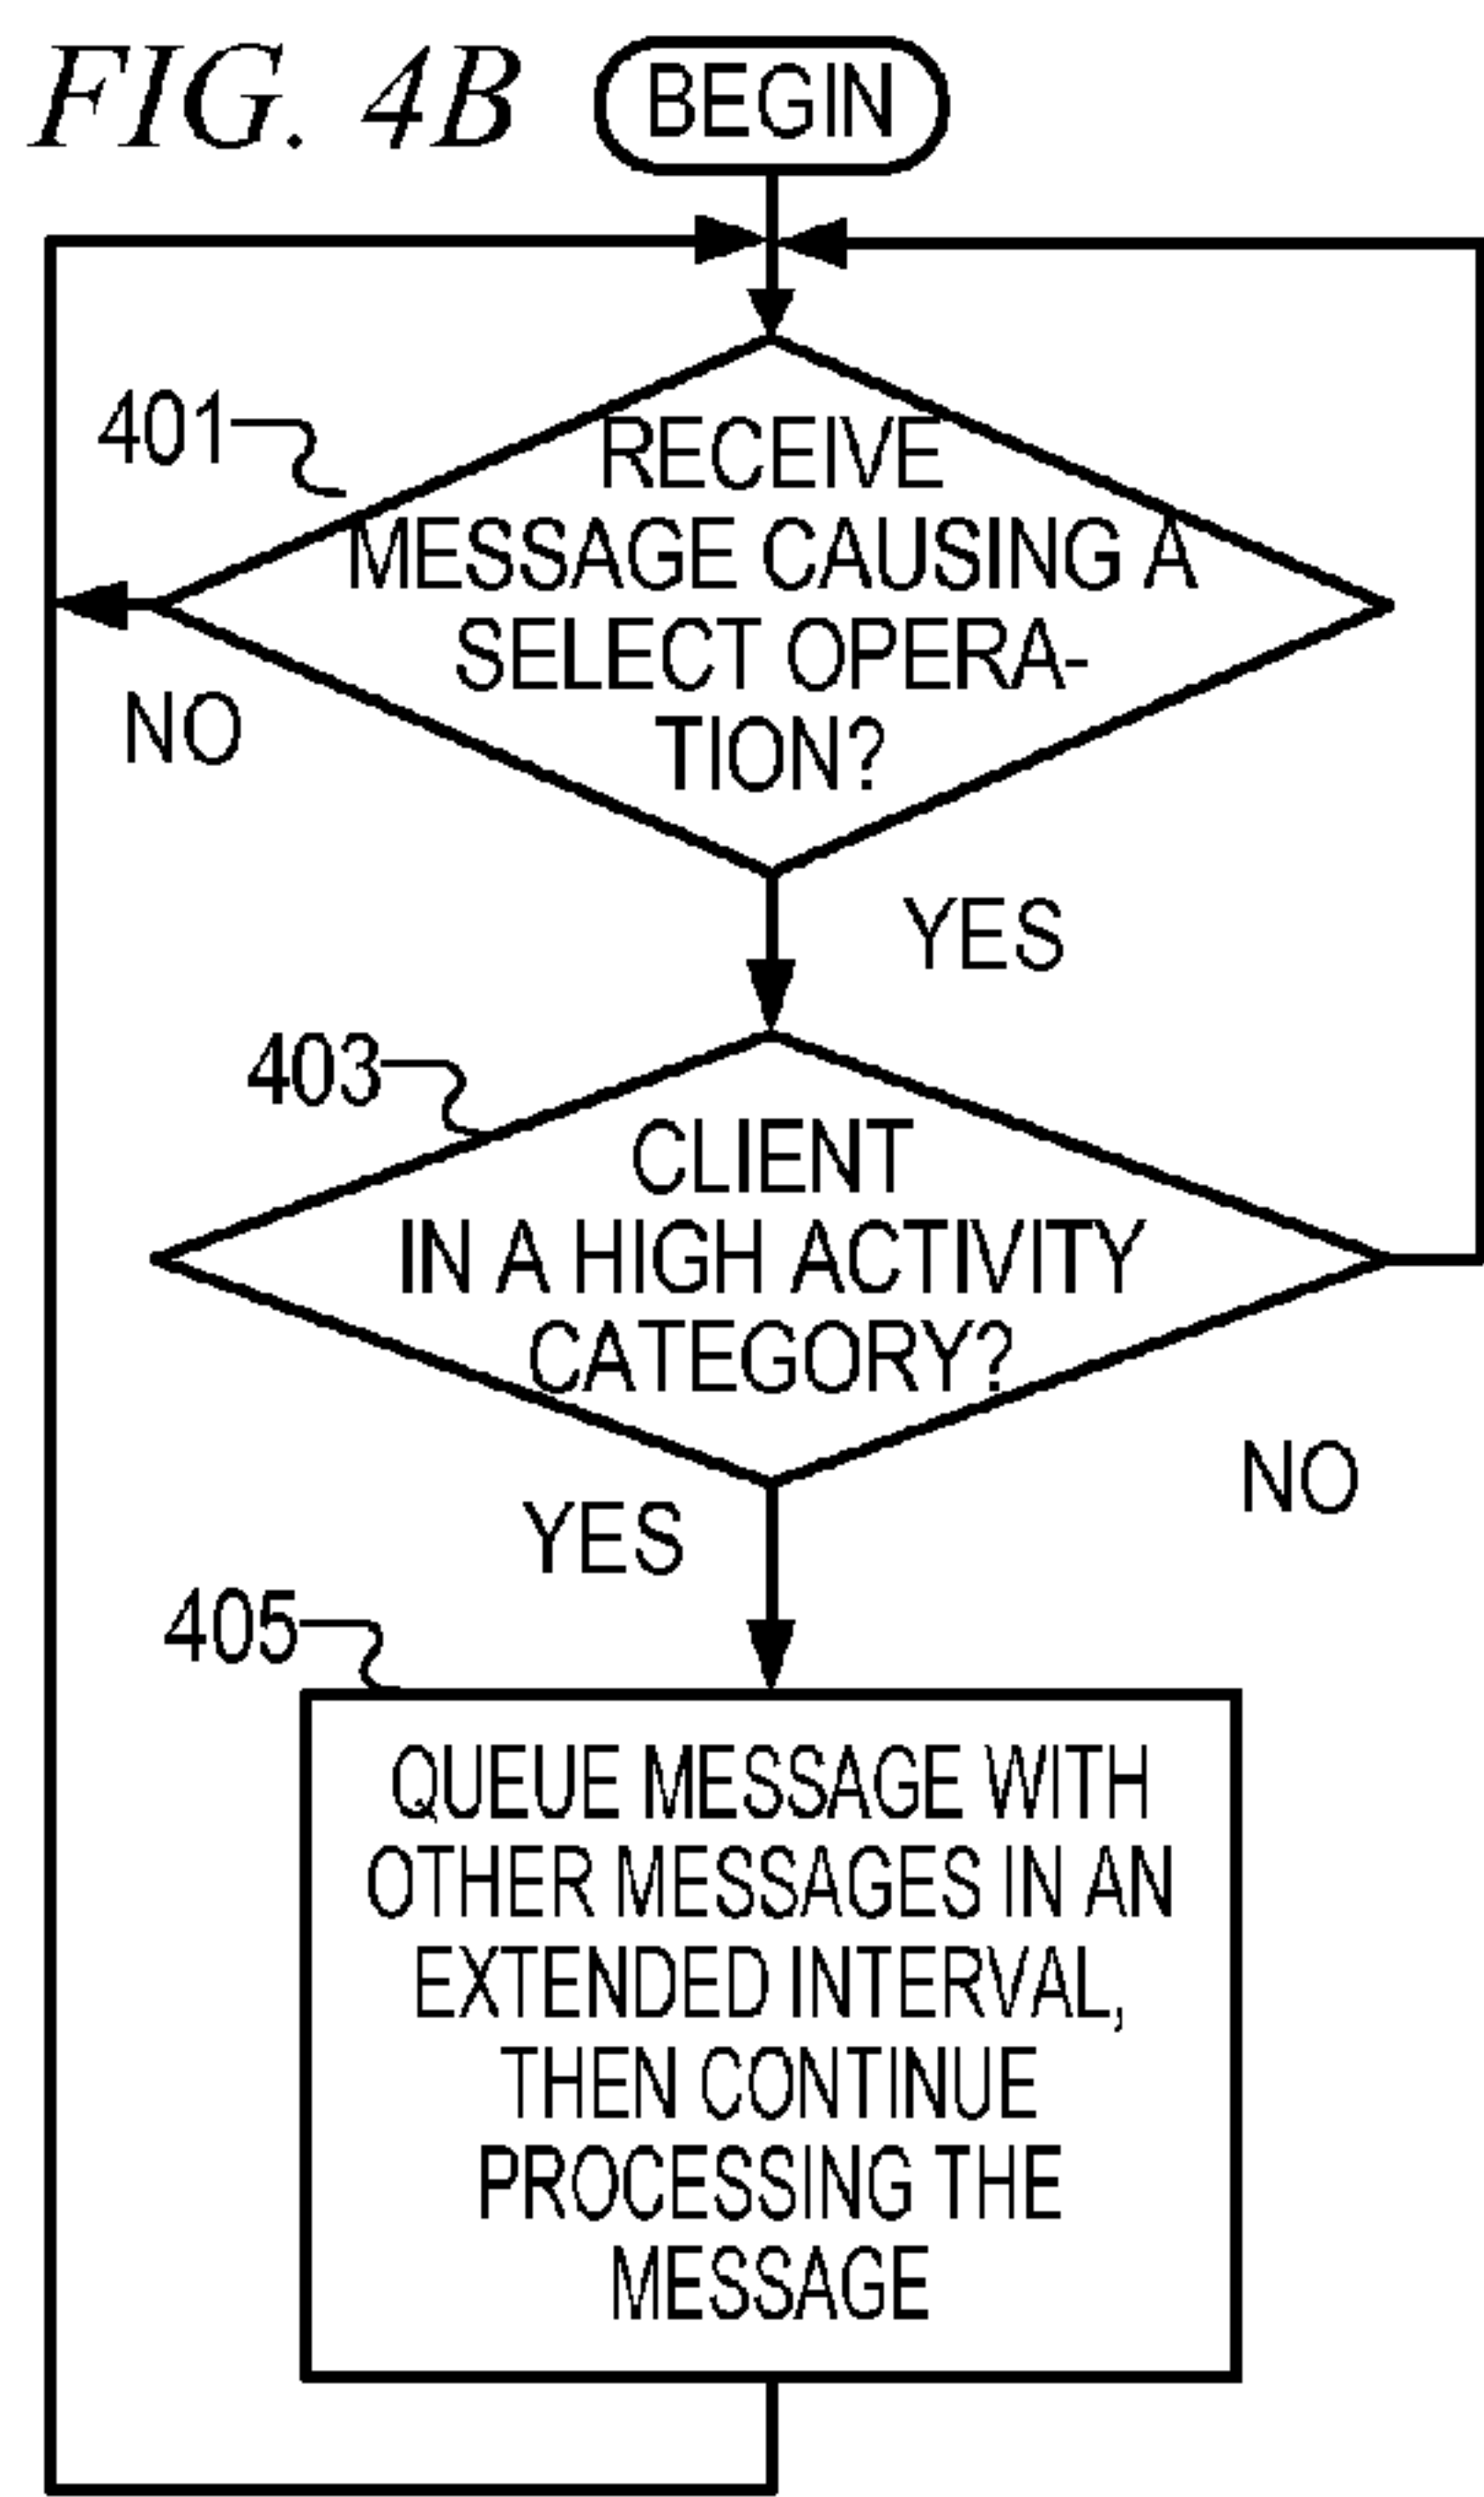 FIG. 4B
BEGIN
401
RECEIVE
MESSAGE CAUSING A
SELECT OPERA-
TION?
NO
YES
403
CLIENT
IN A HIGH ACTIVITY
CATEGORY?
NO
YES
405
QUEUE MESSAGE WITH
OTHER MESSAGES IN AN
EXTENDED INTERVAL,
THEN CONTINUE
PROCESSING THE
MESSAGE